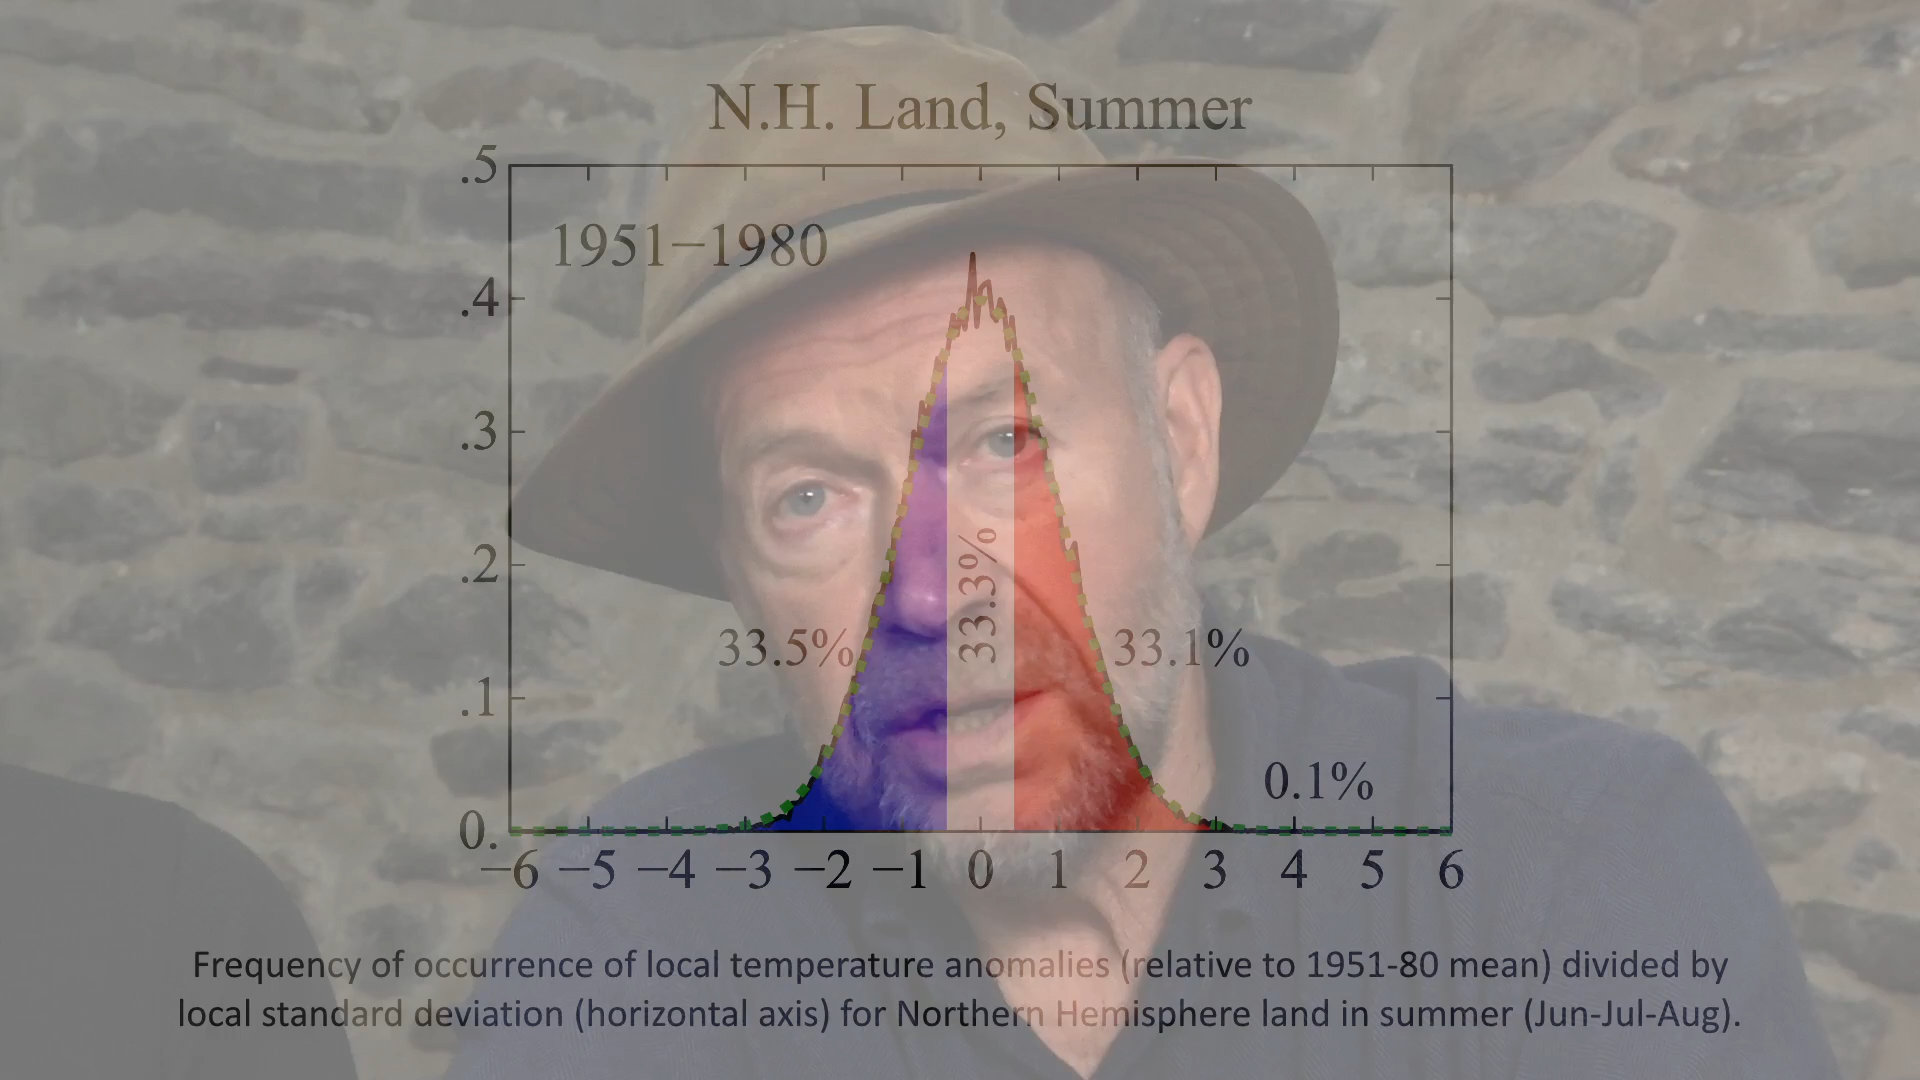 N.H. Land, Summer
.5
1951−1980
.4
.3
.2
33.3%
33.5%
33.1%
.1
0.1%
0.
−6 −5 −4 −3 −2 −1 0 1 2 3 4 5 6
Frequency of occurrence of local temperature anomalies (relative to 1951-80 mean) divided by
local standard deviation (horizontal axis) for Northern Hemisphere land in summer (Jun-Jul-Aug).